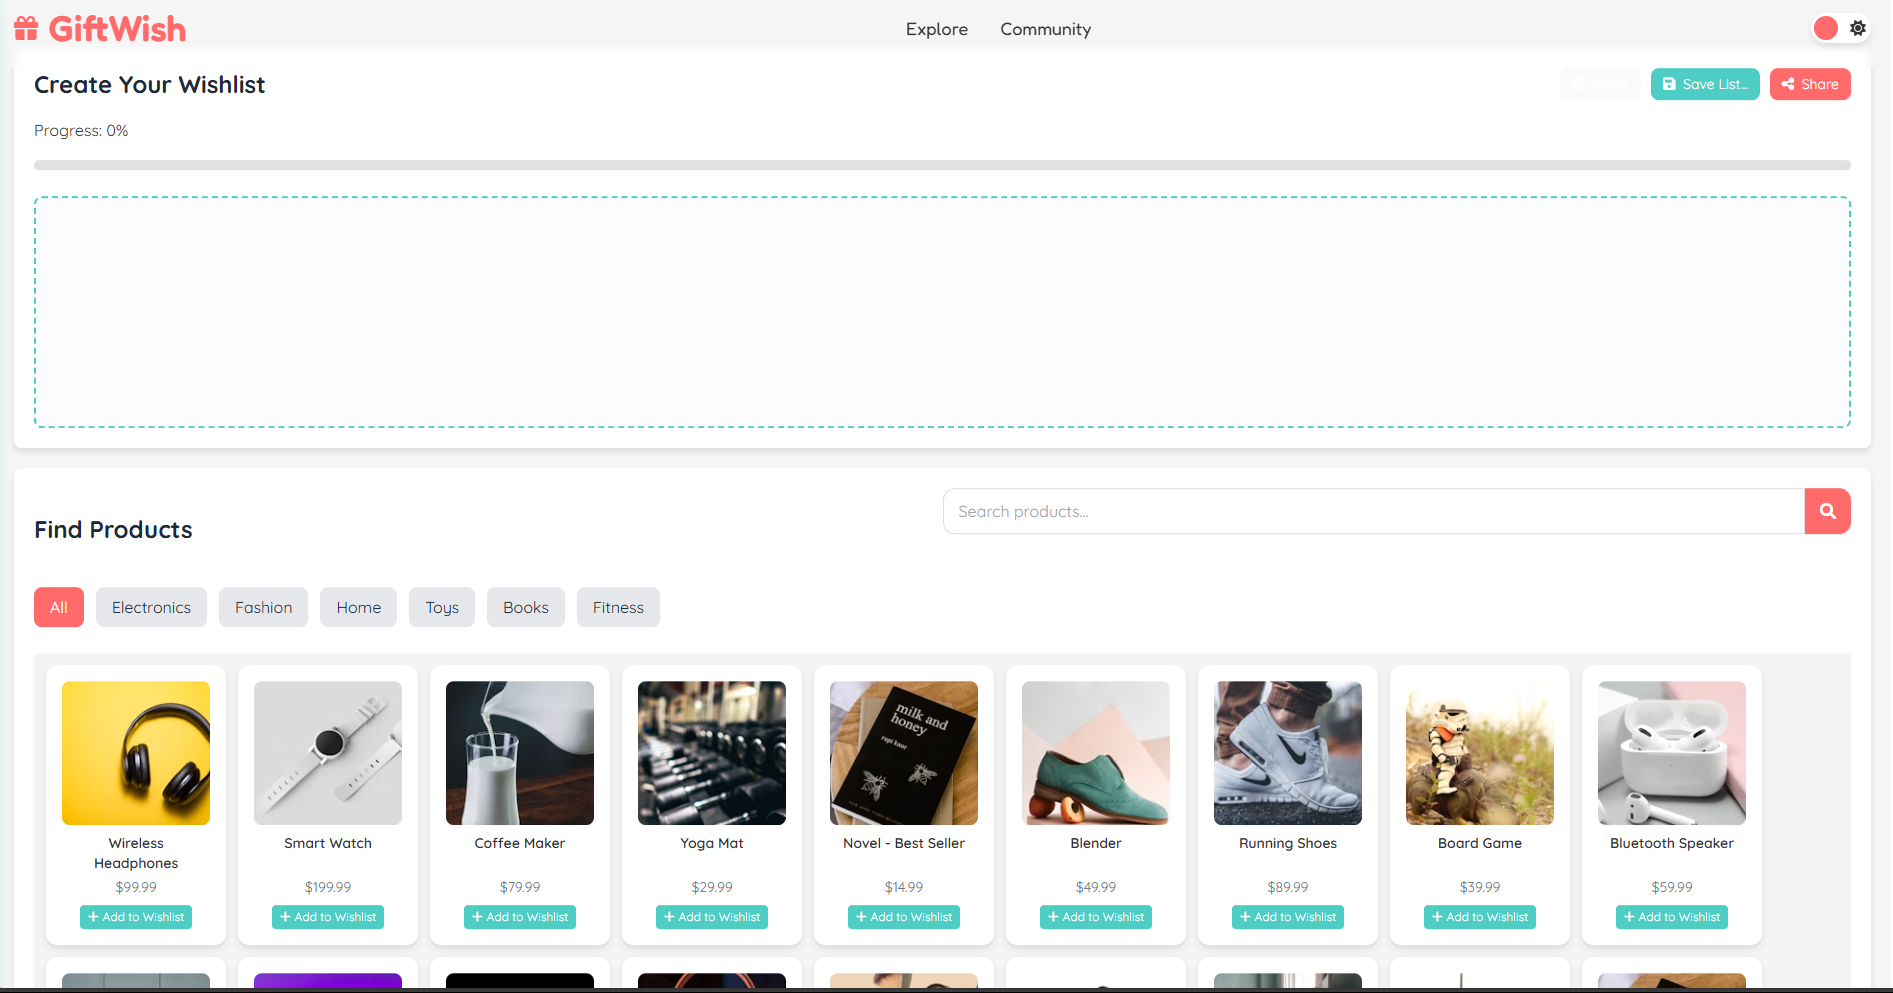 GiftWish
Explore
Community
Create Your Wishlist
Reset
Save List...
Share
Progress: 0%
Search products...
Find Products
All
Electronics
Fashion
Home
Toys
Books
Fitness
milk and
honey
rupi kaur
Wireless
Headphones
Smart Watch
Coffee Maker
Yoga Mat
Novel - Best Seller
Blender
Running Shoes
Board Game
Bluetooth Speaker
$99.99
$199.99
$79.99
$29.99
$14.99
$49.99
$89.99
$39.99
$59.99
+ Add to Wishlist
+ Add to Wishlist
+ Add to Wishlist
+ Add to Wishlist
+ Add to Wishlist
+ Add to Wishlist
+ Add to Wishlist
+ Add to Wishlist
+ Add to Wishlist